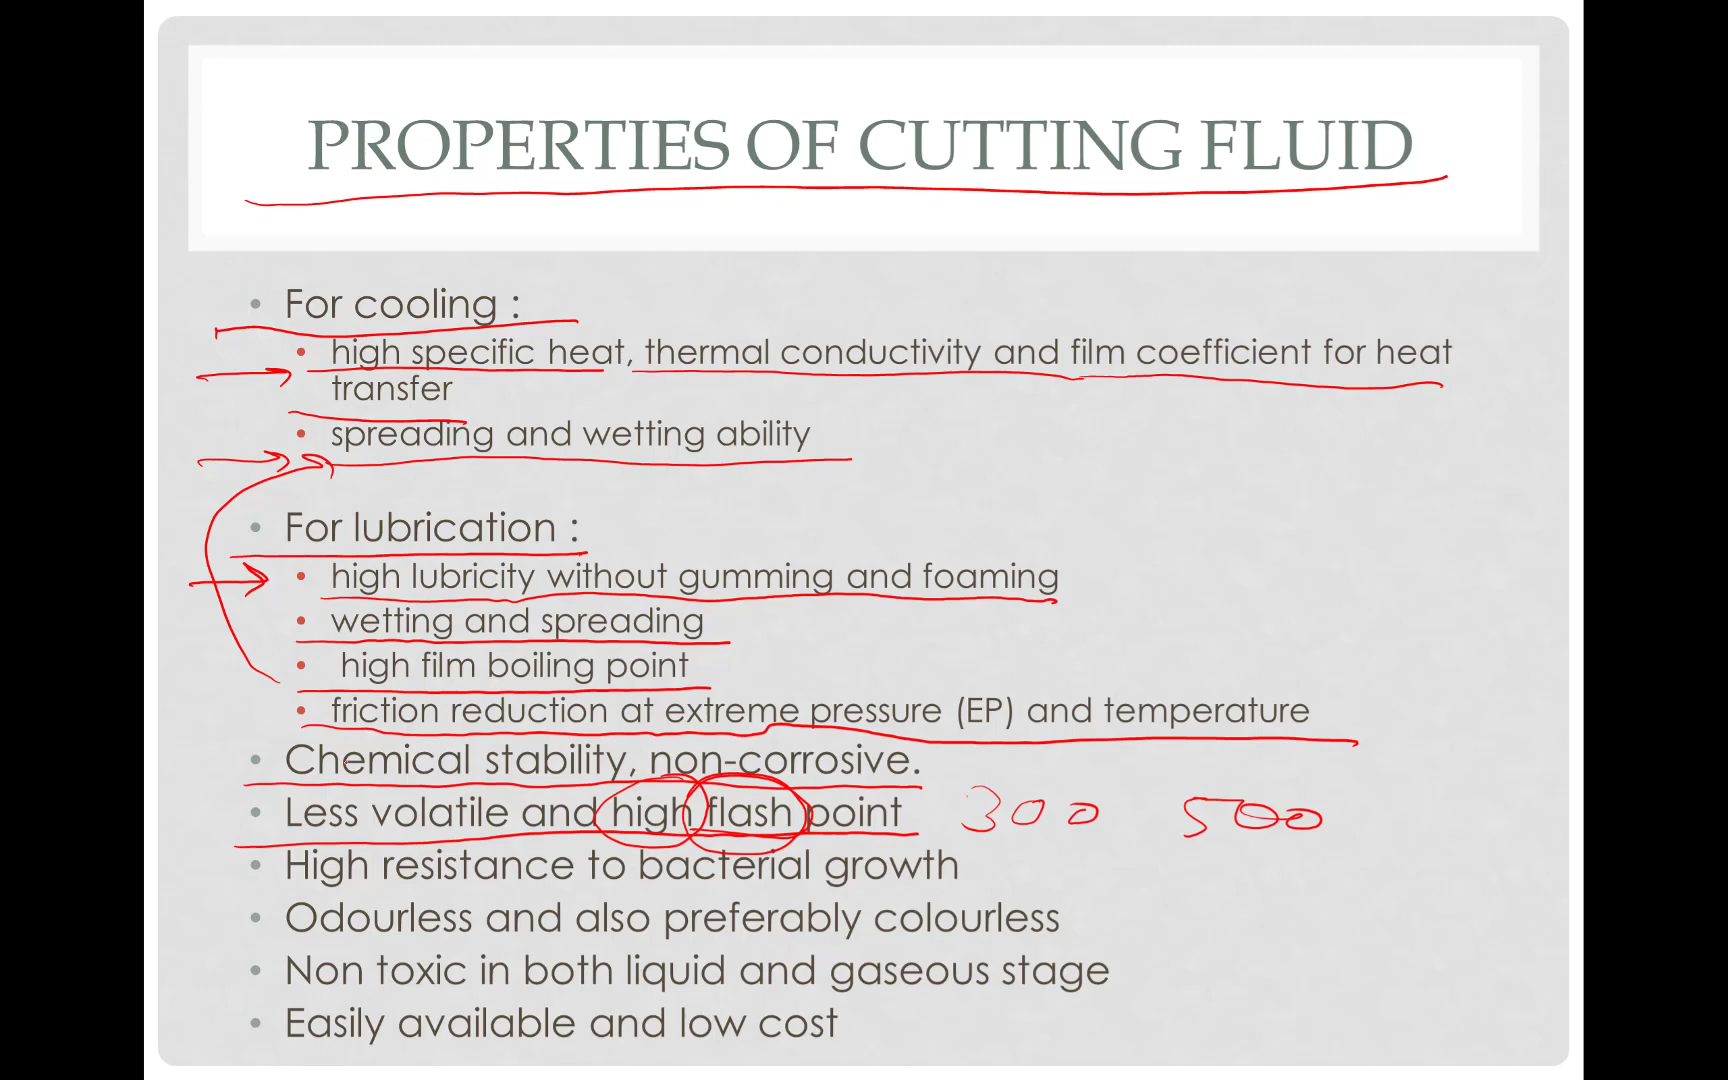 PROPERTIES OF CUTTING FLUID
• For cooling :
• high specific heat, thermal conductivity and film coefficient for heat
transfer
• spreading and wetting ability
• For lubrication :
• high lubricity without gumming and foaming
• wetting and spreading
• high film boiling point
• friction reduction at extreme pressure (EP) and temperature
• Chemical stability, non-corrosive.
• Less volatile and high flash point 300 500
• High resistance to bacterial growth
• Odourless and also preferably colourless
• Non toxic in both liquid and gaseous stage
• Easily available and low cost